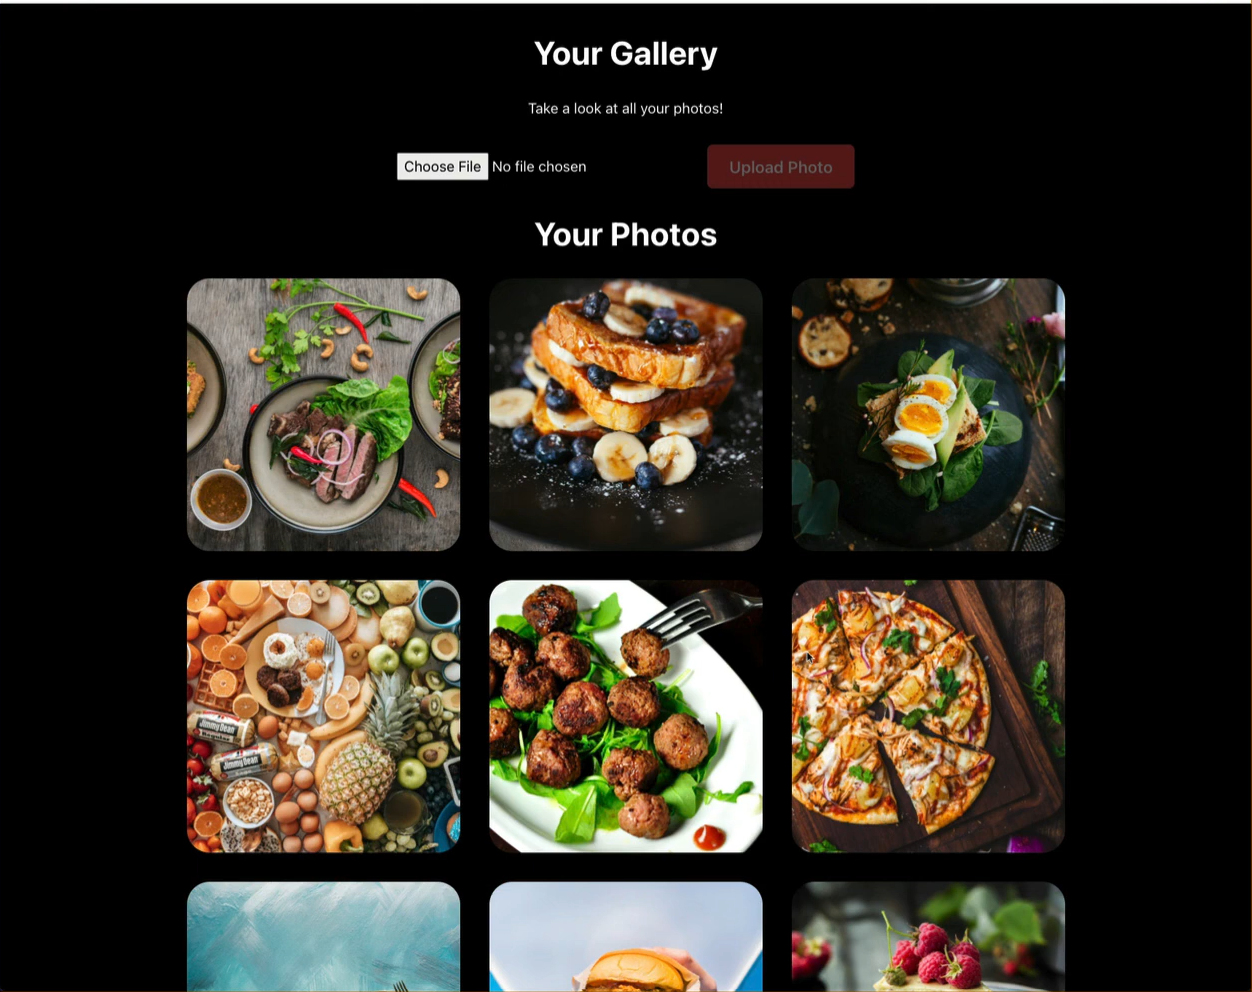 Your Gallery
Take a look at all your photos!
Choose File No file chosen
Upload Photo
Your Photos
Jimmy Dean
Jimmy Dean